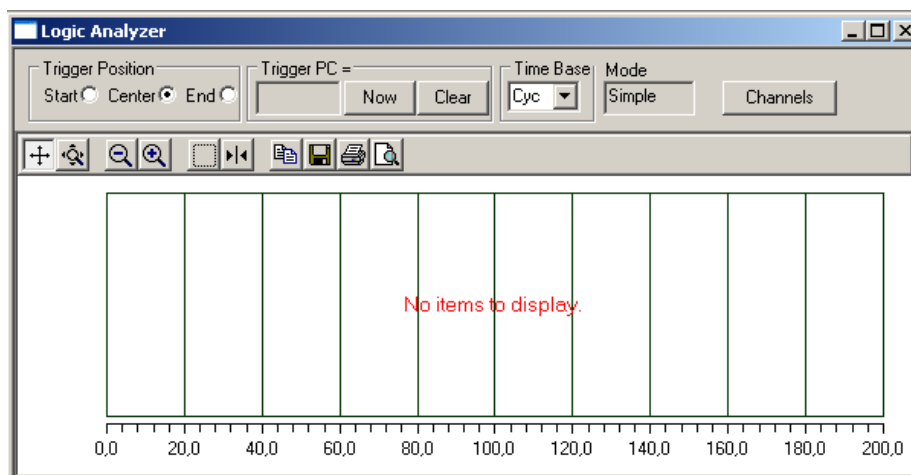 Logic Analyzer
Trigger Position
Trigger PC =
Time Base
Mode
Start Center End
Now
Clear
Cyc
Simple
Channels
No items to display.
0,0 20,0 40,0 60,0 80,0 100,0 120,0 140,0 160,0 180,0 200,0